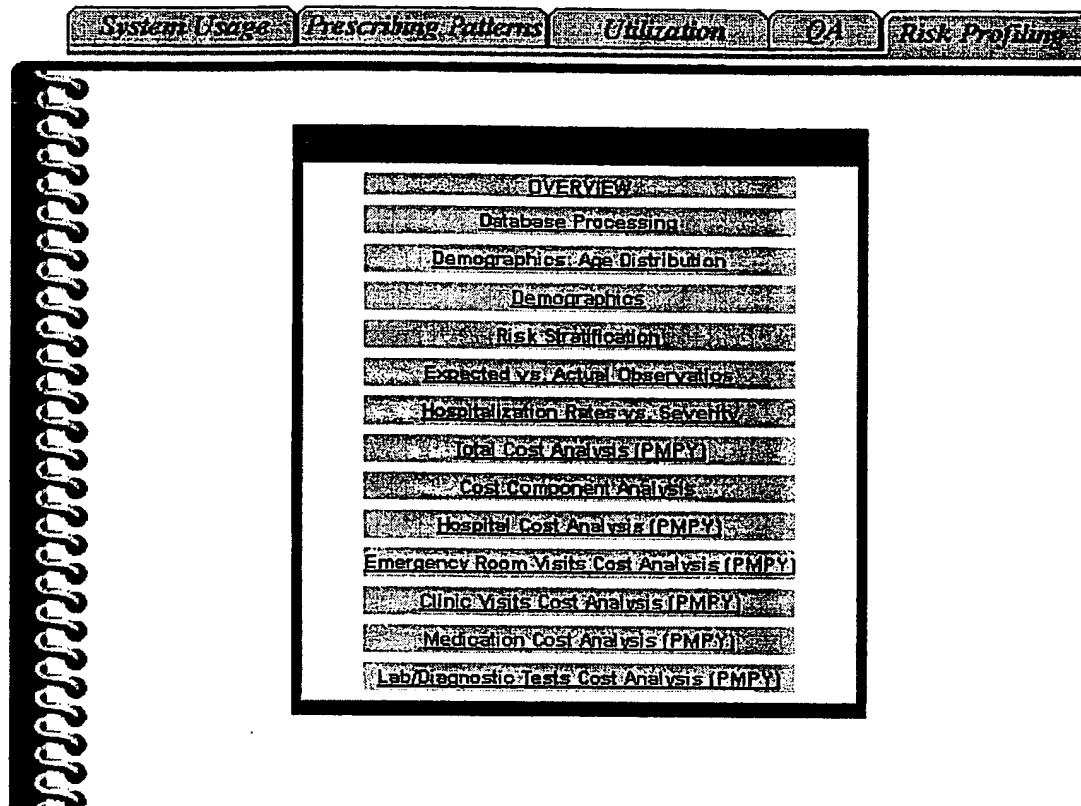 System Usage Prescribing Patterns Utilization QA Risk Profiling
OVERVIEW
Database Processing
Demographics: Age Distribution
Demographics
Risk Stratification
Expected vs. Actual Observation
Hospitalization Rates vs. Severity
Total Cost Analysis (PMPY)
Cost Component Analysis
Hospital Cost Analysis (PMPY)
Emergency Room Visits Cost Analysis (PMPY)
Clinic Visits Cost Analysis (PMPY)
Medication Cost Analysis (PMPY)
Lab/Diagnostic Tests Cost Analysis (PMPY)